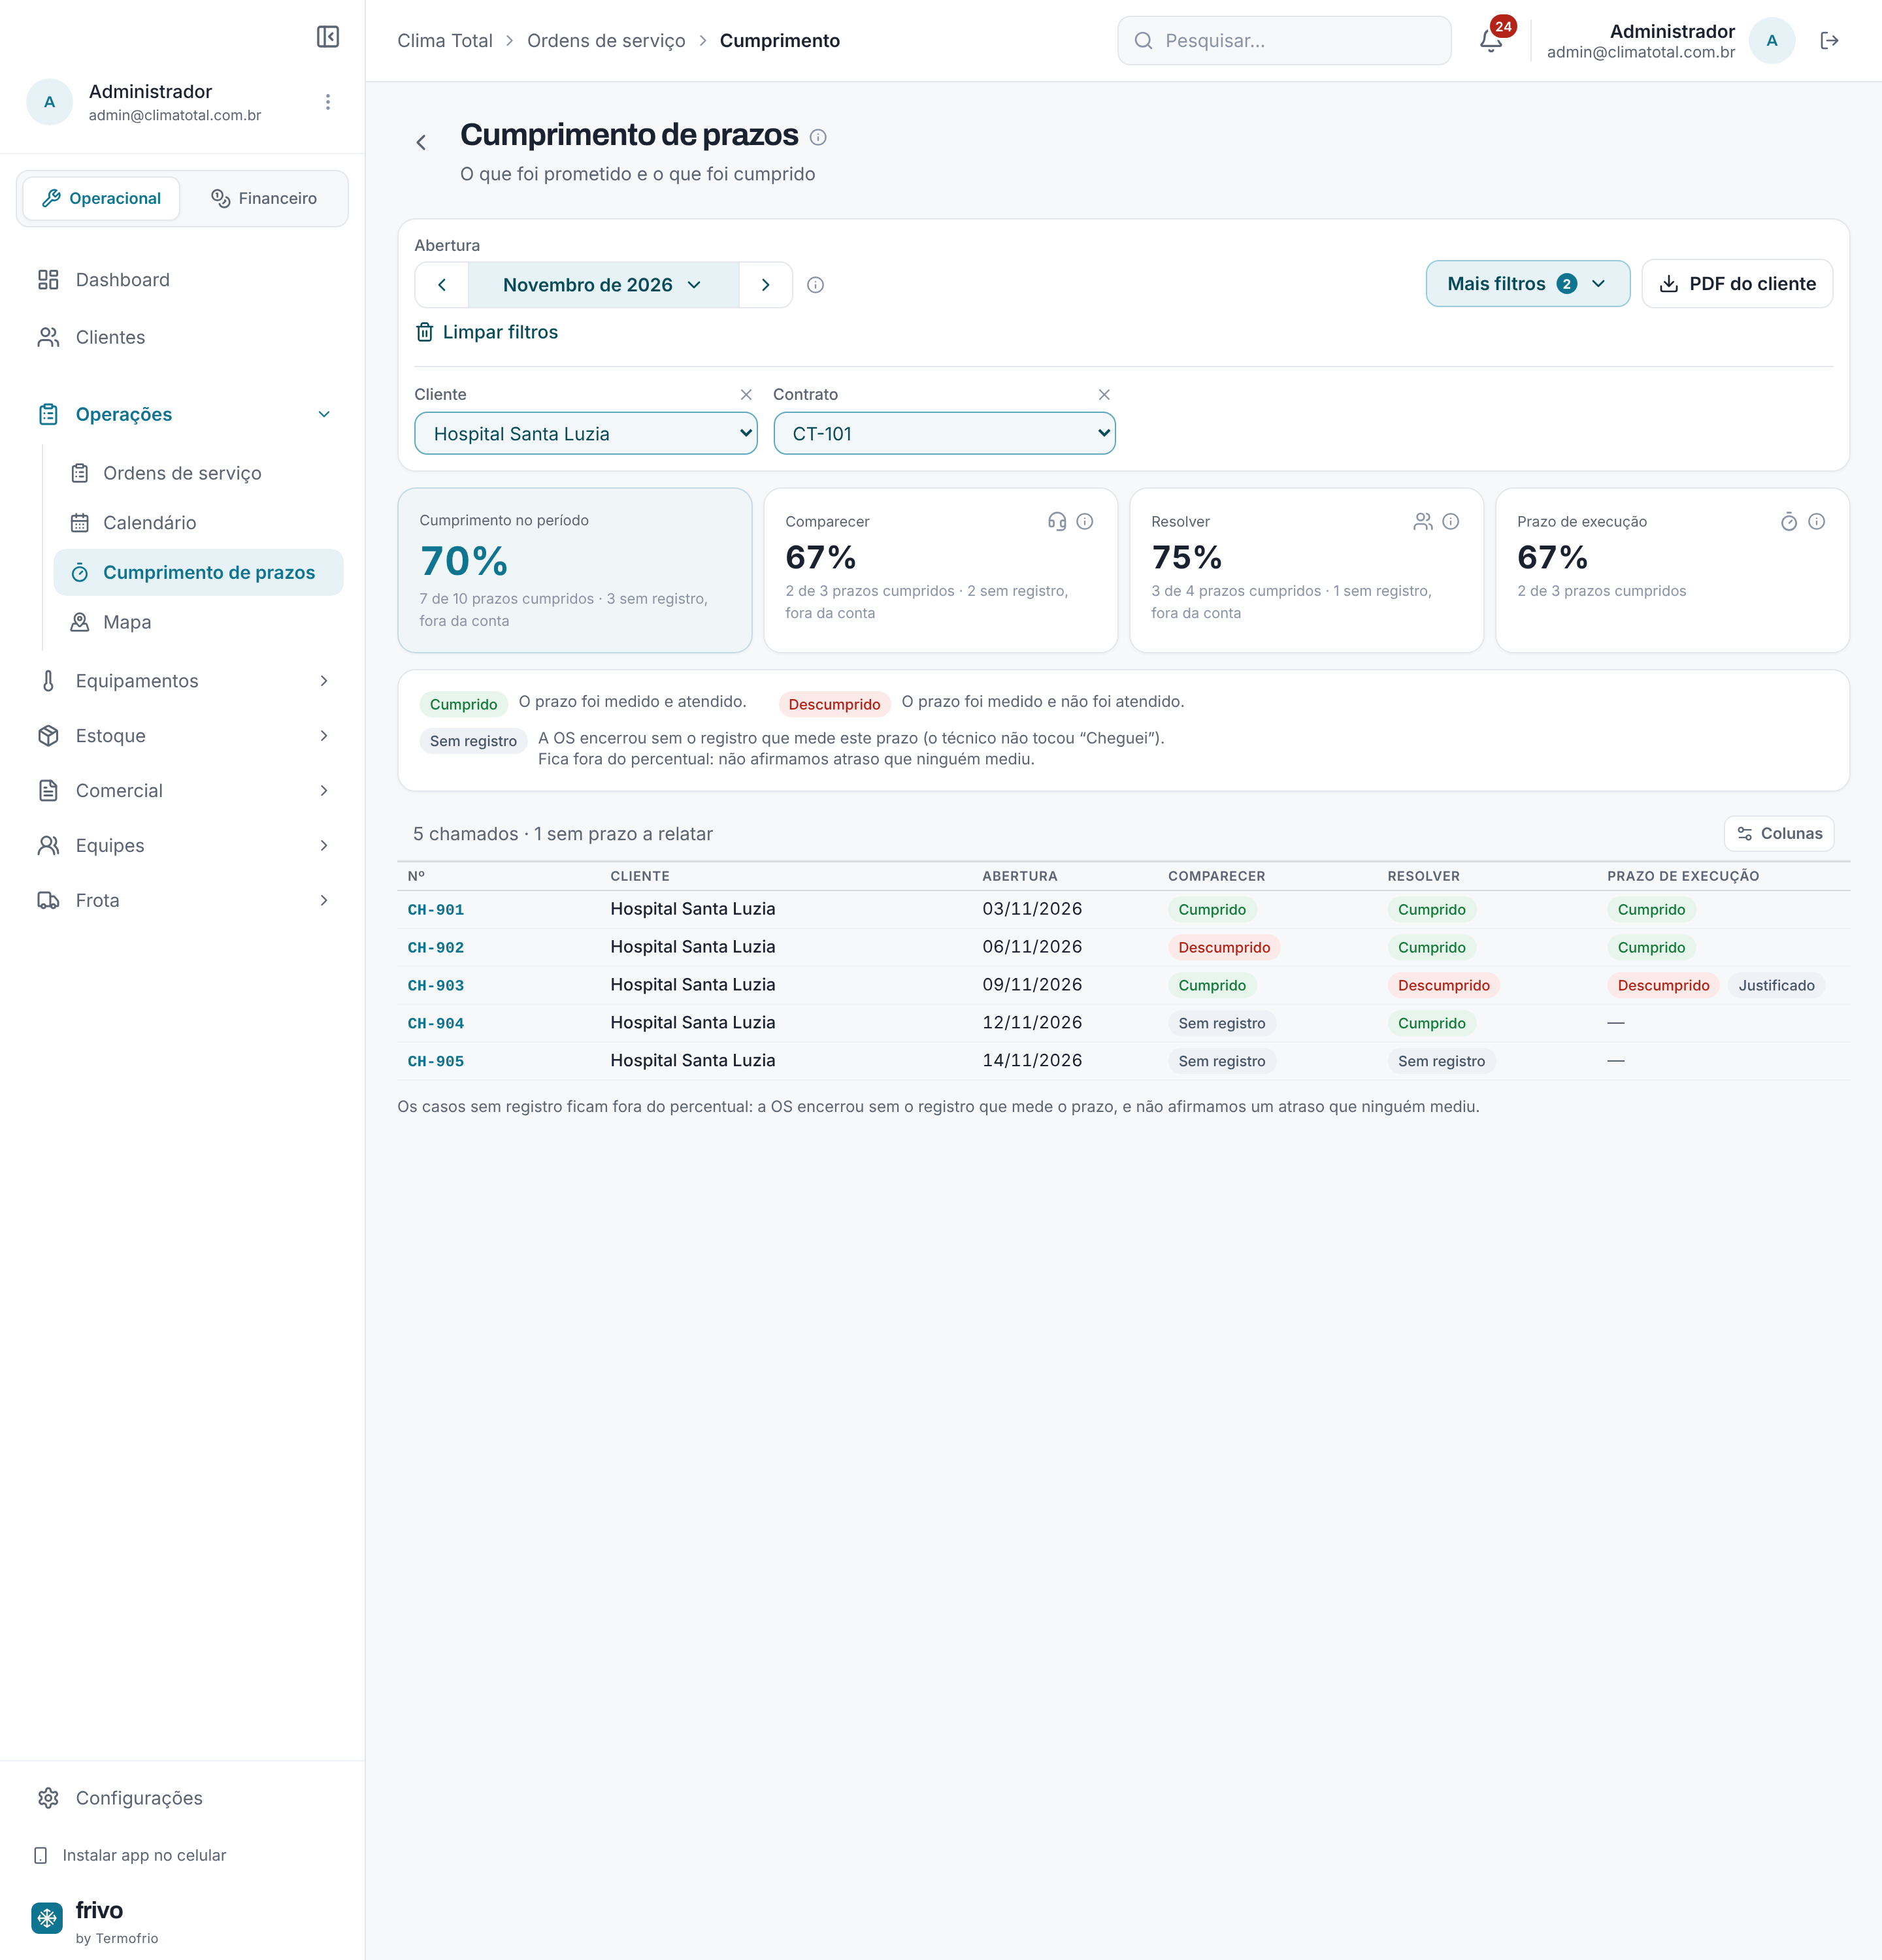 A
Administrador
admin@climatotal.com.br
Operacional
Financeiro
Dashboard
Clientes
Operações
Ordens de serviço
Calendário
Cumprimento de prazos
Mapa
Equipamentos
Estoque
Comercial
Equipes
Frota
Configurações
Instalar app no celular
frivo
by Termofrio
Clima Total > Ordens de serviço > Cumprimento
Pesquisar...
24
Administrador
admin@climatotal.com.br
A
Cumprimento de prazos
O que foi prometido e o que foi cumprido
Abertura
Novembro de 2026
Mais filtros 2
PDF do cliente
Limpar filtros
Cliente
Hospital Santa Luzia
Contrato
CT-101
Cumprimento no período
70%
7 de 10 prazos cumpridos · 3 sem registro,
fora da conta
Comparecer
67%
2 de 3 prazos cumpridos · 2 sem registro,
fora da conta
Resolver
75%
3 de 4 prazos cumpridos · 1 sem registro,
fora da conta
Prazo de execução
67%
2 de 3 prazos cumpridos
Cumprido O prazo foi medido e atendido. Descumprido O prazo foi medido e não foi atendido.
Sem registro A OS encerrou sem o registro que mede este prazo (o técnico não tocou “Cheguei”).
Fica fora do percentual: não afirmamos atraso que ninguém mediu.
5 chamados · 1 sem prazo a relatar
Colunas
Nº CLIENTE ABERTURA COMPARECER RESOLVER PRAZO DE EXECUÇÃO
CH-901 Hospital Santa Luzia 03/11/2026 Cumprido Cumprido Cumprido
CH-902 Hospital Santa Luzia 06/11/2026 Descumprido Cumprido Cumprido
CH-903 Hospital Santa Luzia 09/11/2026 Cumprido Descumprido Descumprido Justificado
CH-904 Hospital Santa Luzia 12/11/2026 Sem registro Cumprido —
CH-905 Hospital Santa Luzia 14/11/2026 Sem registro Sem registro —
Os casos sem registro ficam fora do percentual: a OS encerrou sem o registro que mede o prazo, e não afirmamos um atraso que ninguém mediu.